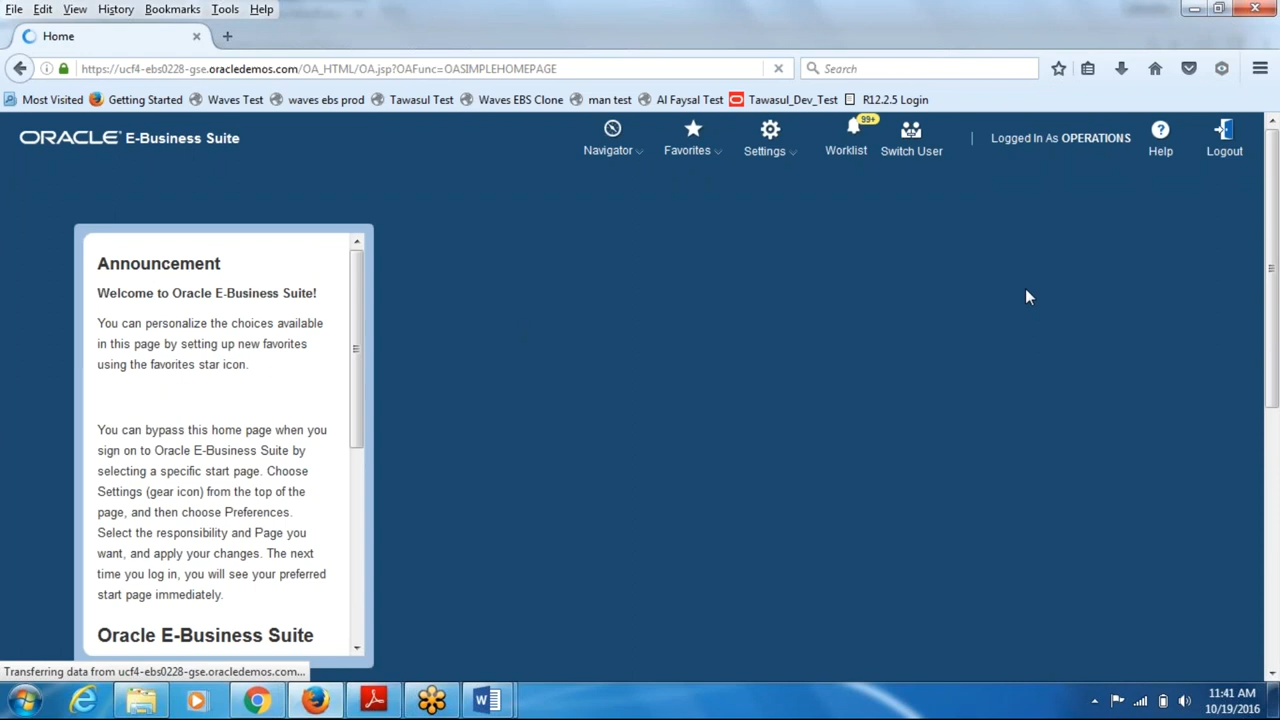 File Edit View History Bookmarks Tools Help
Home
https://ucf4-ebs0228-gse.oracledemos.com/OA_HTML/OA.jsp?OAFunc=OASIMPLEHOMEPAGE
Search
Most Visited Getting Started Waves Test waves ebs prod Tawasul Test Waves EBS Clone man test Al Faysal Test Tawasul_Dev_Test R12.2.5 Login
ORACLE E-Business Suite
Navigator Favorites Settings Worklist 99+ Switch User Logged In As OPERATIONS Help Logout
Announcement
Welcome to Oracle E-Business Suite!
You can personalize the choices available
in this page by setting up new favorites
using the favorites star icon.
You can bypass this home page when you
sign on to Oracle E-Business Suite by
selecting a specific start page. Choose
Settings (gear icon) from the top of the
page, and then choose Preferences.
Select the responsibility and Page you
want, and apply your changes. The next
time you log in, you will see your preferred
start page immediately.
Oracle E-Business Suite
Transferring data from ucf4-ebs0228-gse.oracledemos.com...
11:41 AM
10/19/2016